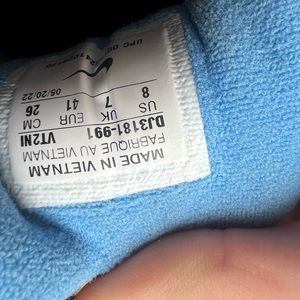 MADE IN VIETNAM
FABRIQUE AU VIETNAM
DJ3181-991 VT2NI
US UK EUR CM
8 7 41 26
05/20/22
UPC